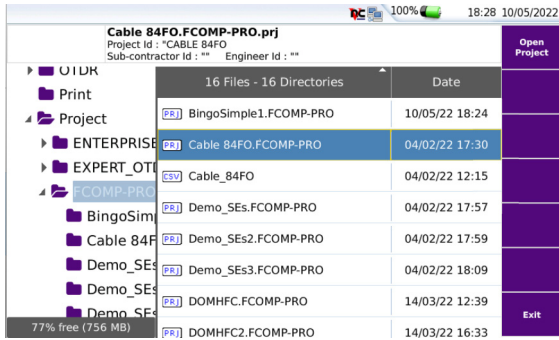 100%
18:28 10/05/2022
Cable 84FO.FCOMP-PRO.prj
Project Id : "CABLE 84FO
Sub-contractor Id : "" Engineer Id : ""
Open Project
OTDR
Print
Project
ENTERPRISE
EXPERT_OT
FCOMP-PRO
BingoSim
Cable 84F
Demo_SEs
Demo_SEs
Demo_SEs
77% free (756 MB)
16 Files - 16 Directories Date
PRJ BingoSimple1.FCOMP-PRO 10/05/22 18:24
PRJ Cable 84FO.FCOMP-PRO 04/02/22 17:30
CSV Cable_84FO 04/02/22 12:15
PRJ Demo_SEs.FCOMP-PRO 04/02/22 17:57
PRJ Demo_SEs2.FCOMP-PRO 04/02/22 17:59
PRJ Demo_SEs3.FCOMP-PRO 04/02/22 18:09
PRJ DOMHFC.FCOMP-PRO 14/03/22 12:39
PRJ DOMHFC2.FCOMP-PRO 14/03/22 16:33
Exit